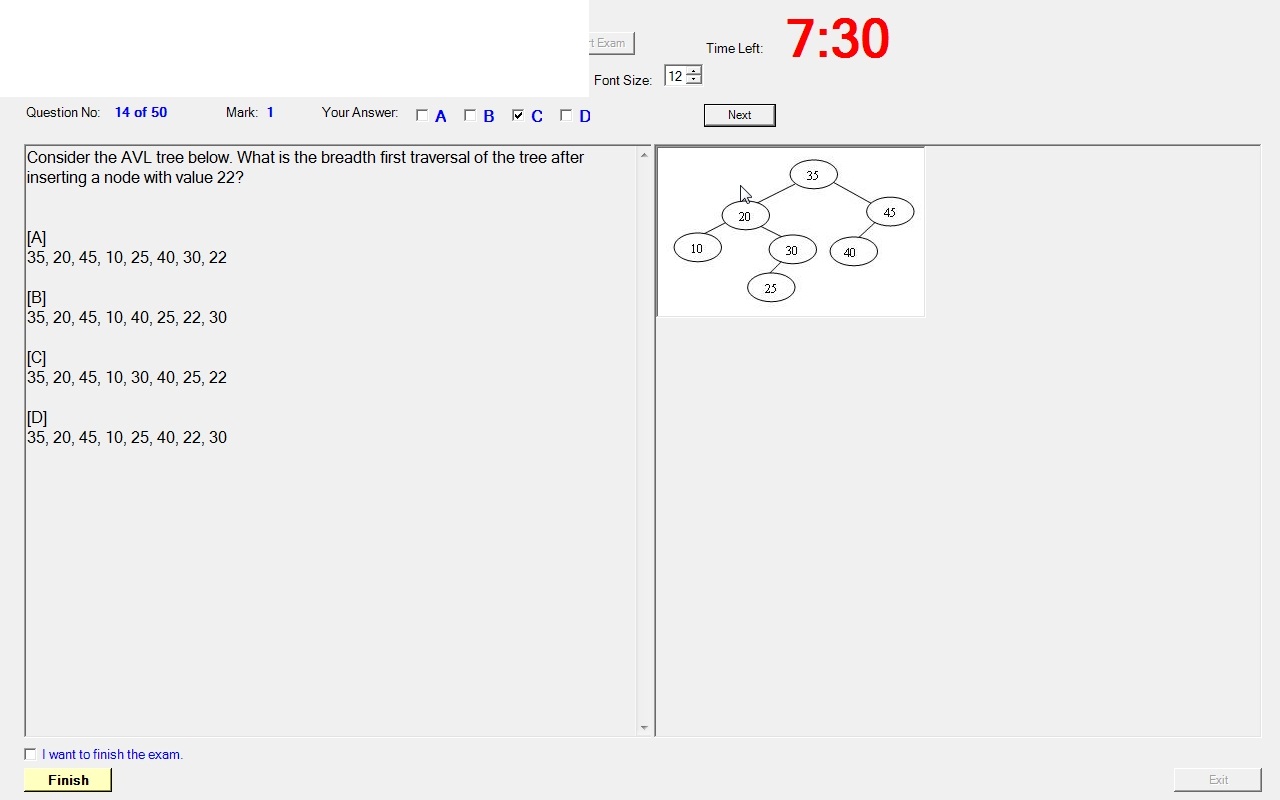 t Exam
Time Left:
7:30
Font Size:
12
Question No:
14 of 50
Mark:
1
Your Answer:
A
B
C
D
Next
Consider the AVL tree below. What is the breadth first traversal of the tree after
inserting a node with value 22?
[A]
35, 20, 45, 10, 25, 40, 30, 22
[B]
35, 20, 45, 10, 40, 25, 22, 30
[C]
35, 20, 45, 10, 30, 40, 25, 22
[D]
35, 20, 45, 10, 25, 40, 22, 30
35
20
45
10
30
40
25
I want to finish the exam.
Finish
Exit